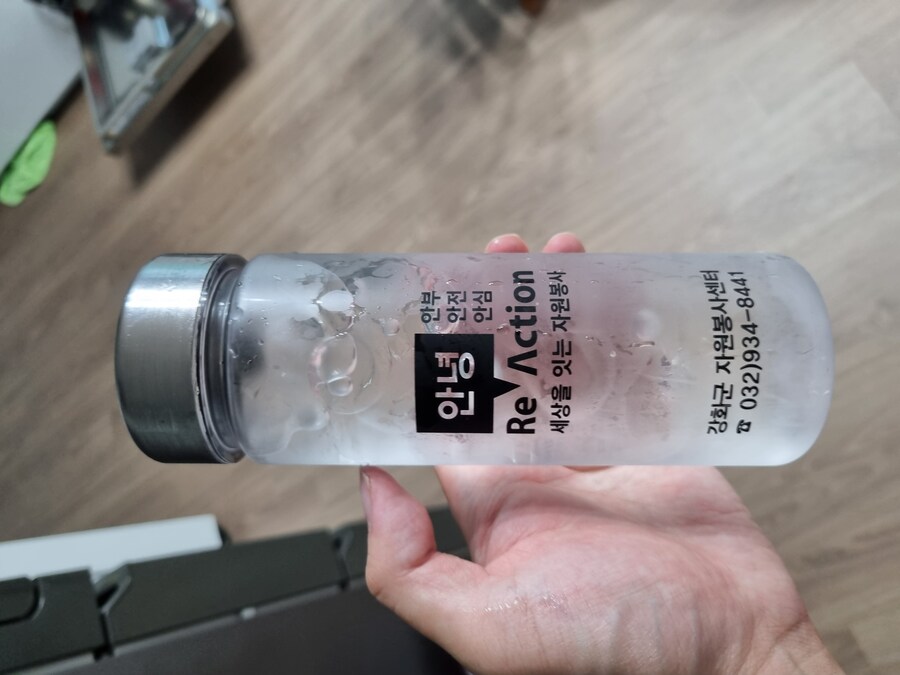 안녕
안부
안전
안심
Re Action
세상을 잇는 자원봉사
강화군 자원봉사센터
☎ 032)934-8441